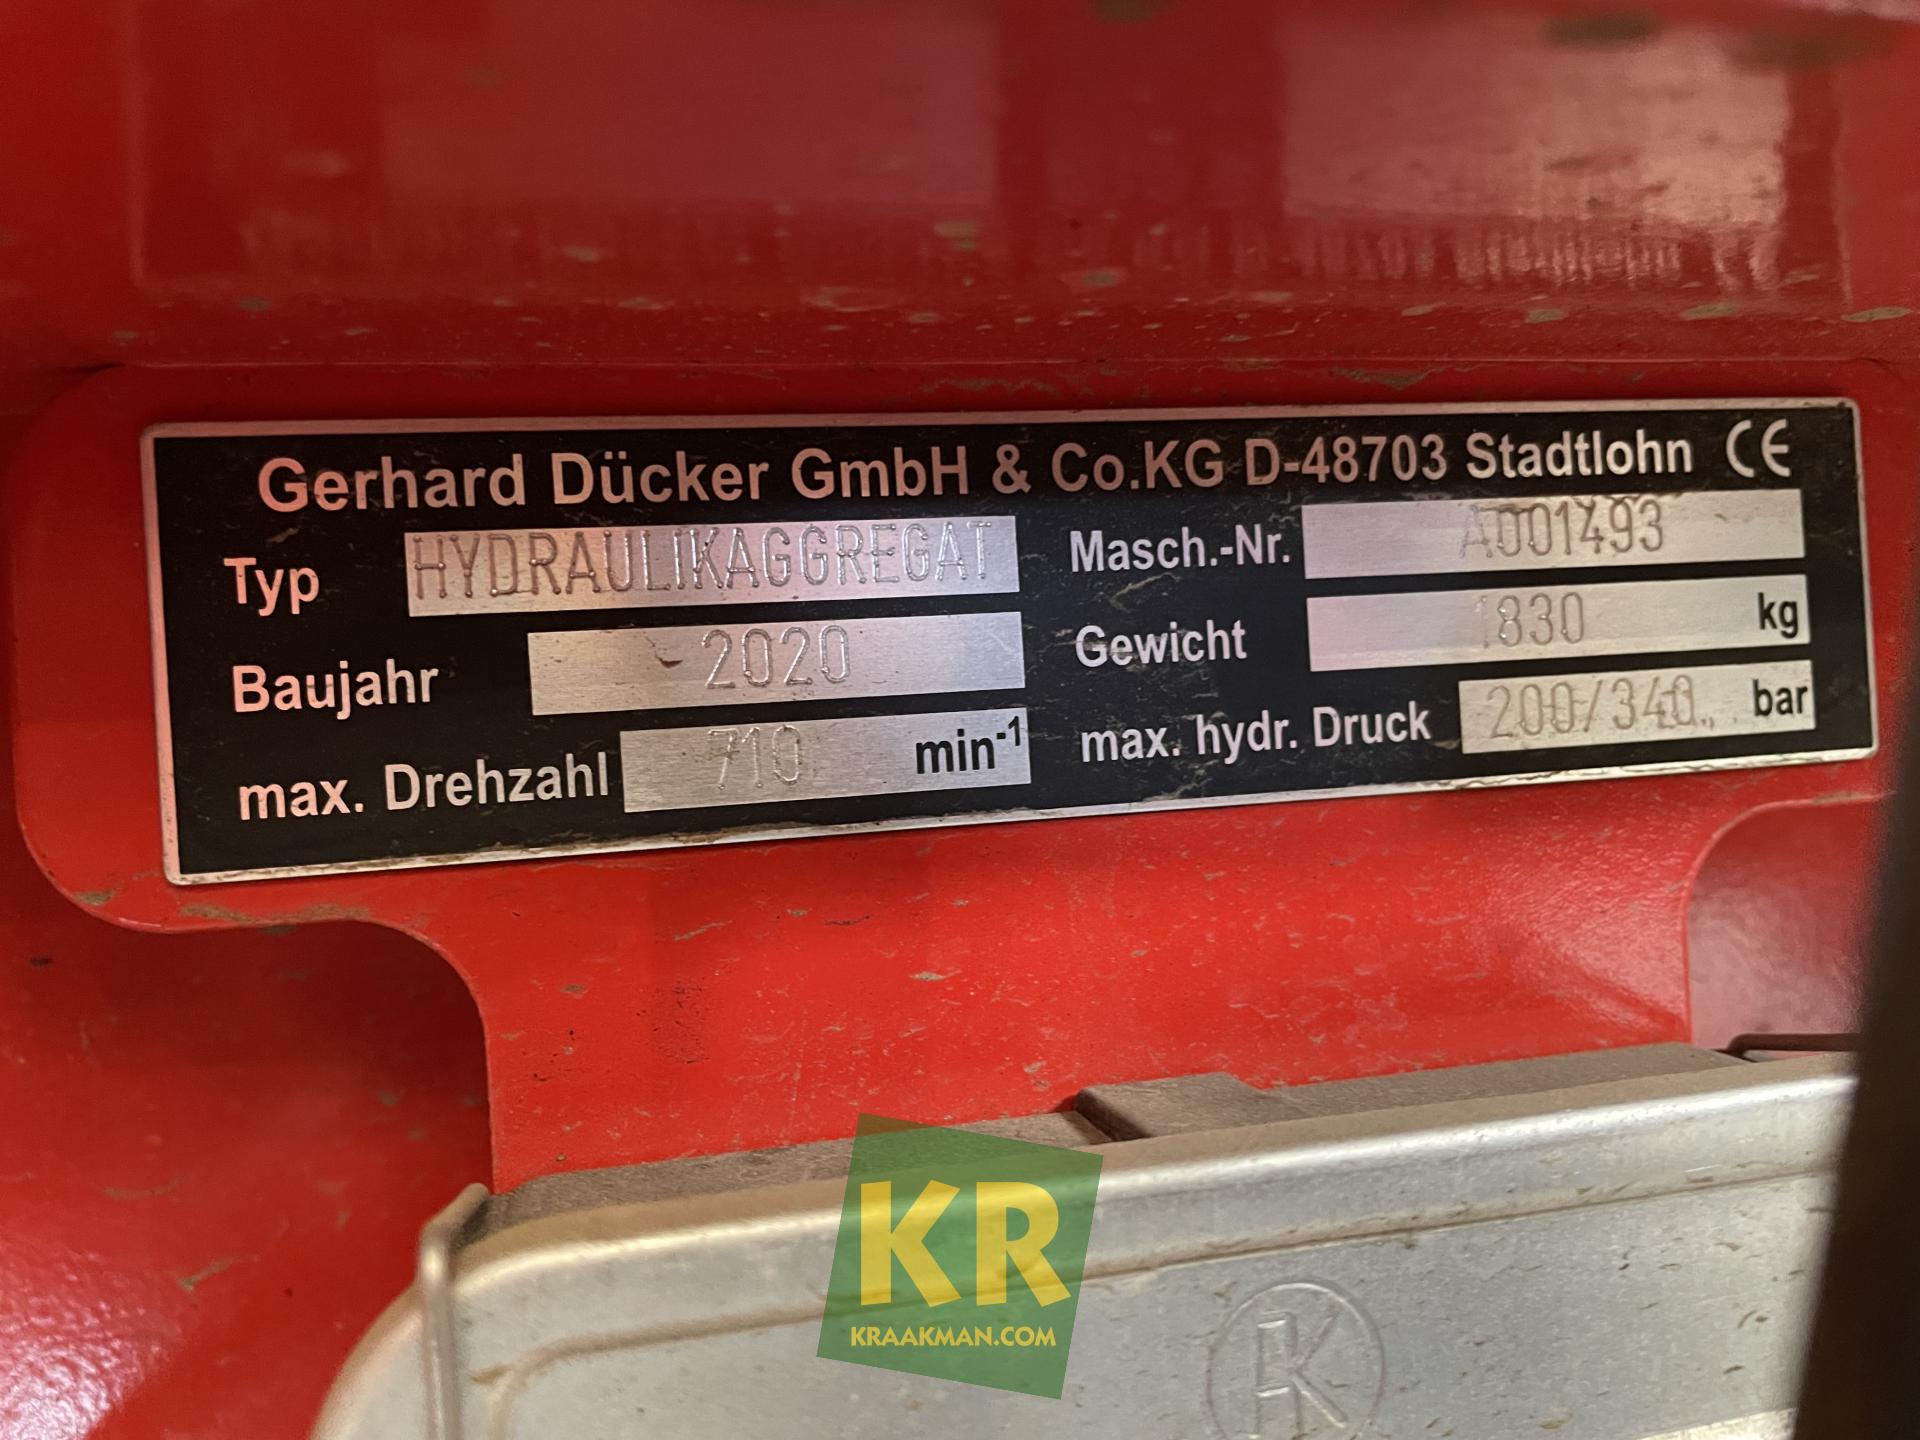 Gerhard Dücker GmbH & Co.KG D-48703 Stadtlohn CE
Typ HYDRAULIKAGGREGAT Masch.-Nr. A001493
Baujahr 2020 Gewicht 1830 kg
max. Drehzahl 710 min⁻¹ max. hydr. Druck 200/340 bar
KR
KRAAKMAN.COM